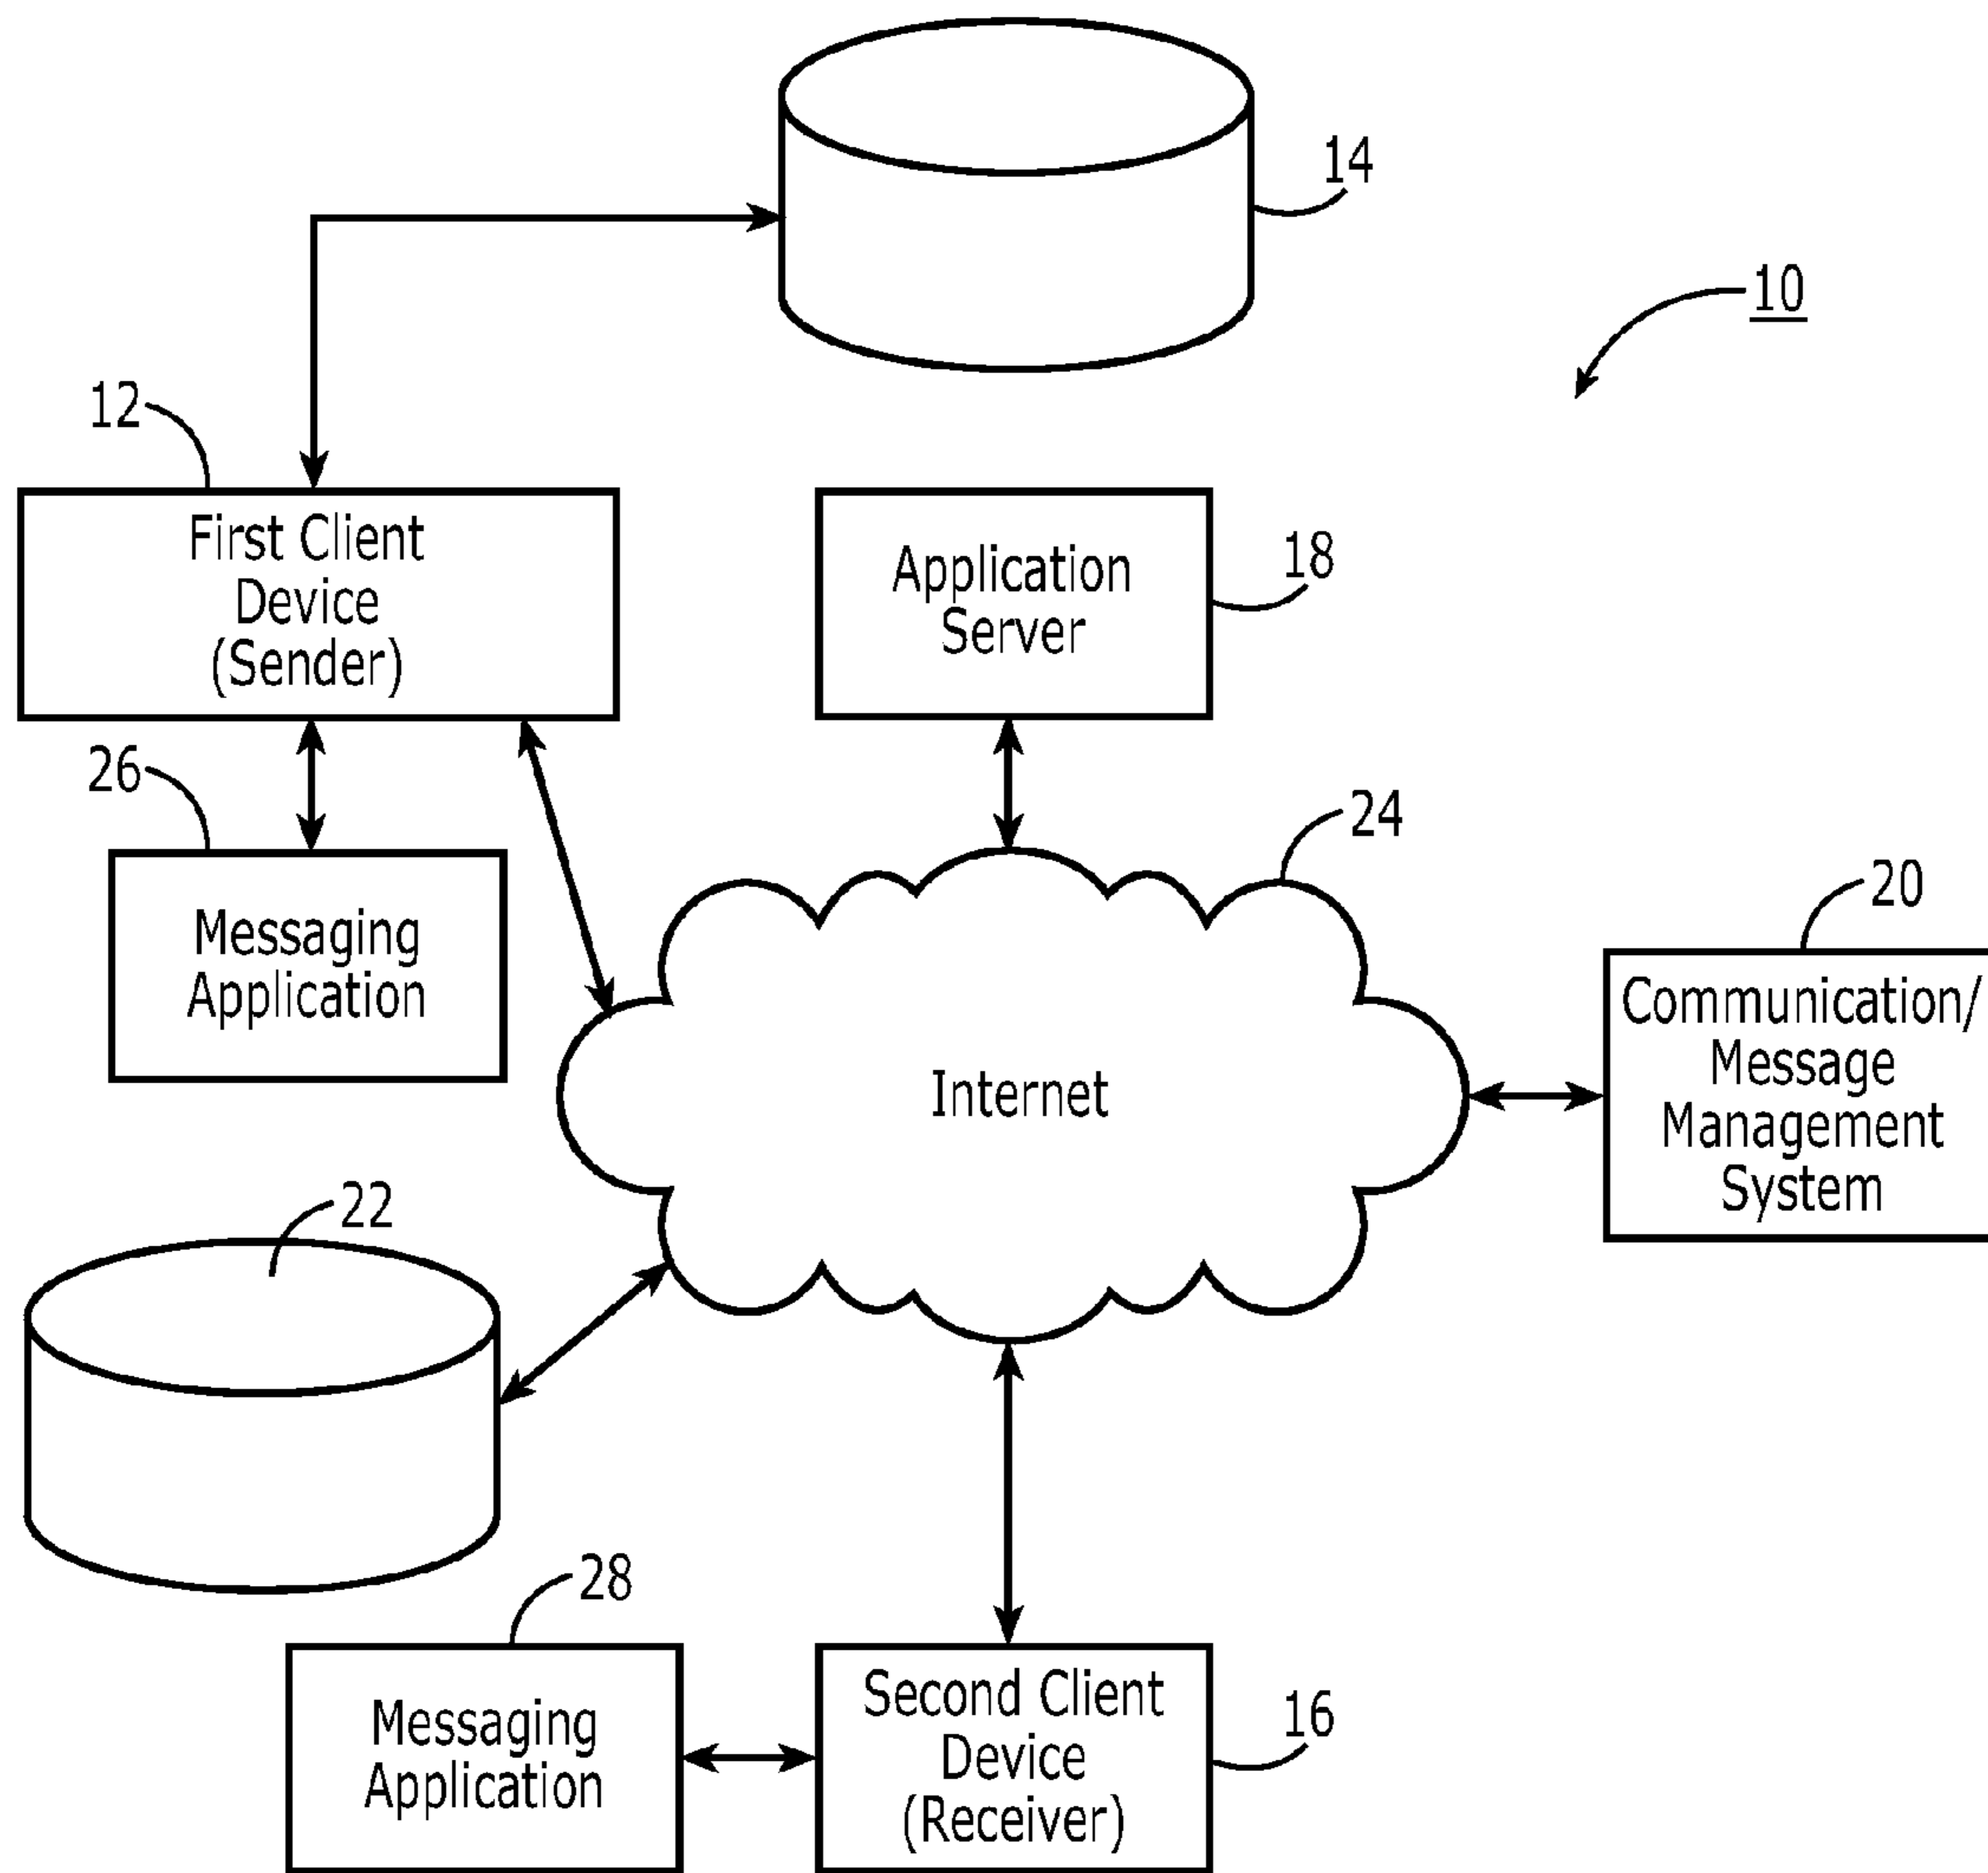 14
10
12
First Client
Device
(Sender)
Application
Server
18
26
24
Messaging
Application
20
Communication/
Message
Management
System
Internet
22
28
Messaging
Application
Second Client
Device
(Receiver)
16